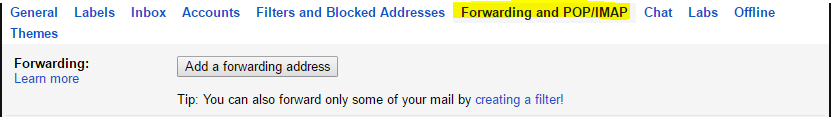 General Labels Inbox Accounts Filters and Blocked Addresses Forwarding and POP/IMAP Chat Labs Offline
Themes
Forwarding: Add a forwarding address
Learn more
Tip: You can also forward only some of your mail by creating a filter!